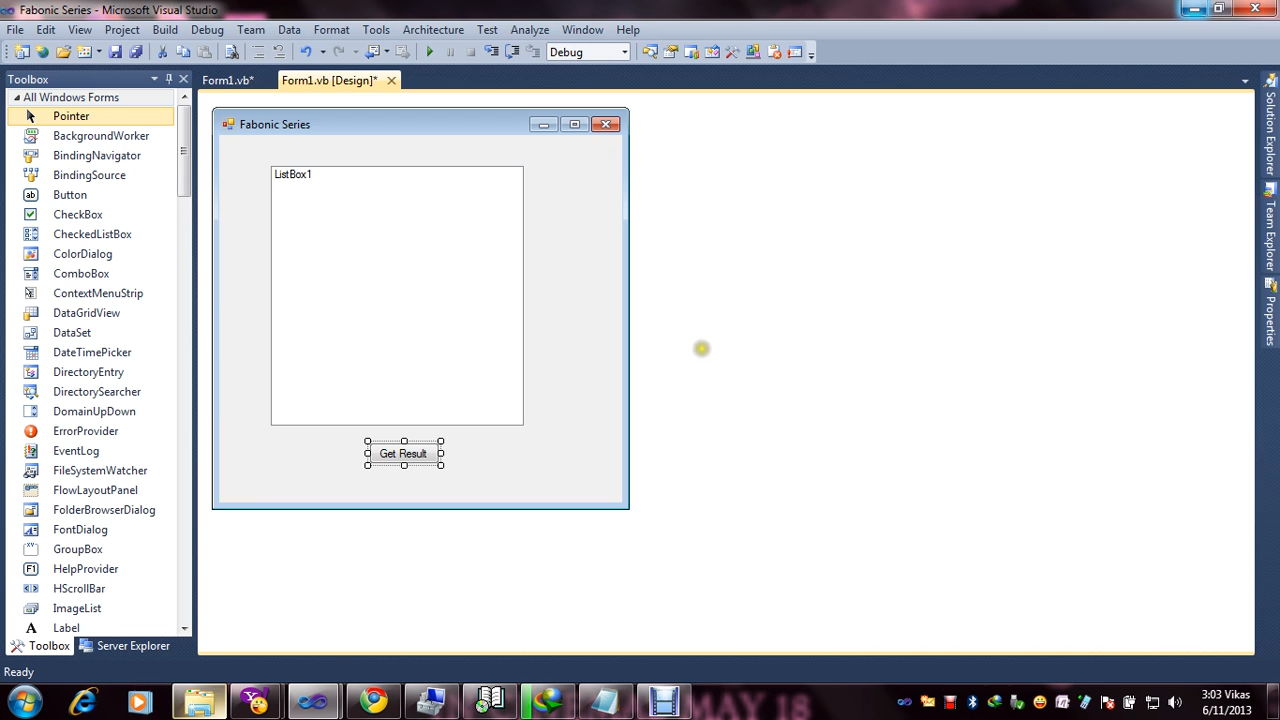 Fabonic Series - Microsoft Visual Studio
File Edit View Project Build Debug Team Data Format Tools Architecture Test Analyze Window Help
Debug
Toolbox
Form1.vb* Form1.vb [Design]*
All Windows Forms
Pointer
BackgroundWorker
BindingNavigator
BindingSource
Button
CheckBox
CheckedListBox
ColorDialog
ComboBox
ContextMenuStrip
DataGridView
DataSet
DateTimePicker
DirectoryEntry
DirectorySearcher
DomainUpDown
ErrorProvider
EventLog
FileSystemWatcher
FlowLayoutPanel
FolderBrowserDialog
FontDialog
GroupBox
HelpProvider
HScrollBar
ImageList
Label
Toolbox Server Explorer
Fabonic Series
ListBox1
Get Result
Solution Explorer
Team Explorer
Properties
Ready
3:03 Vikas
6/11/2013